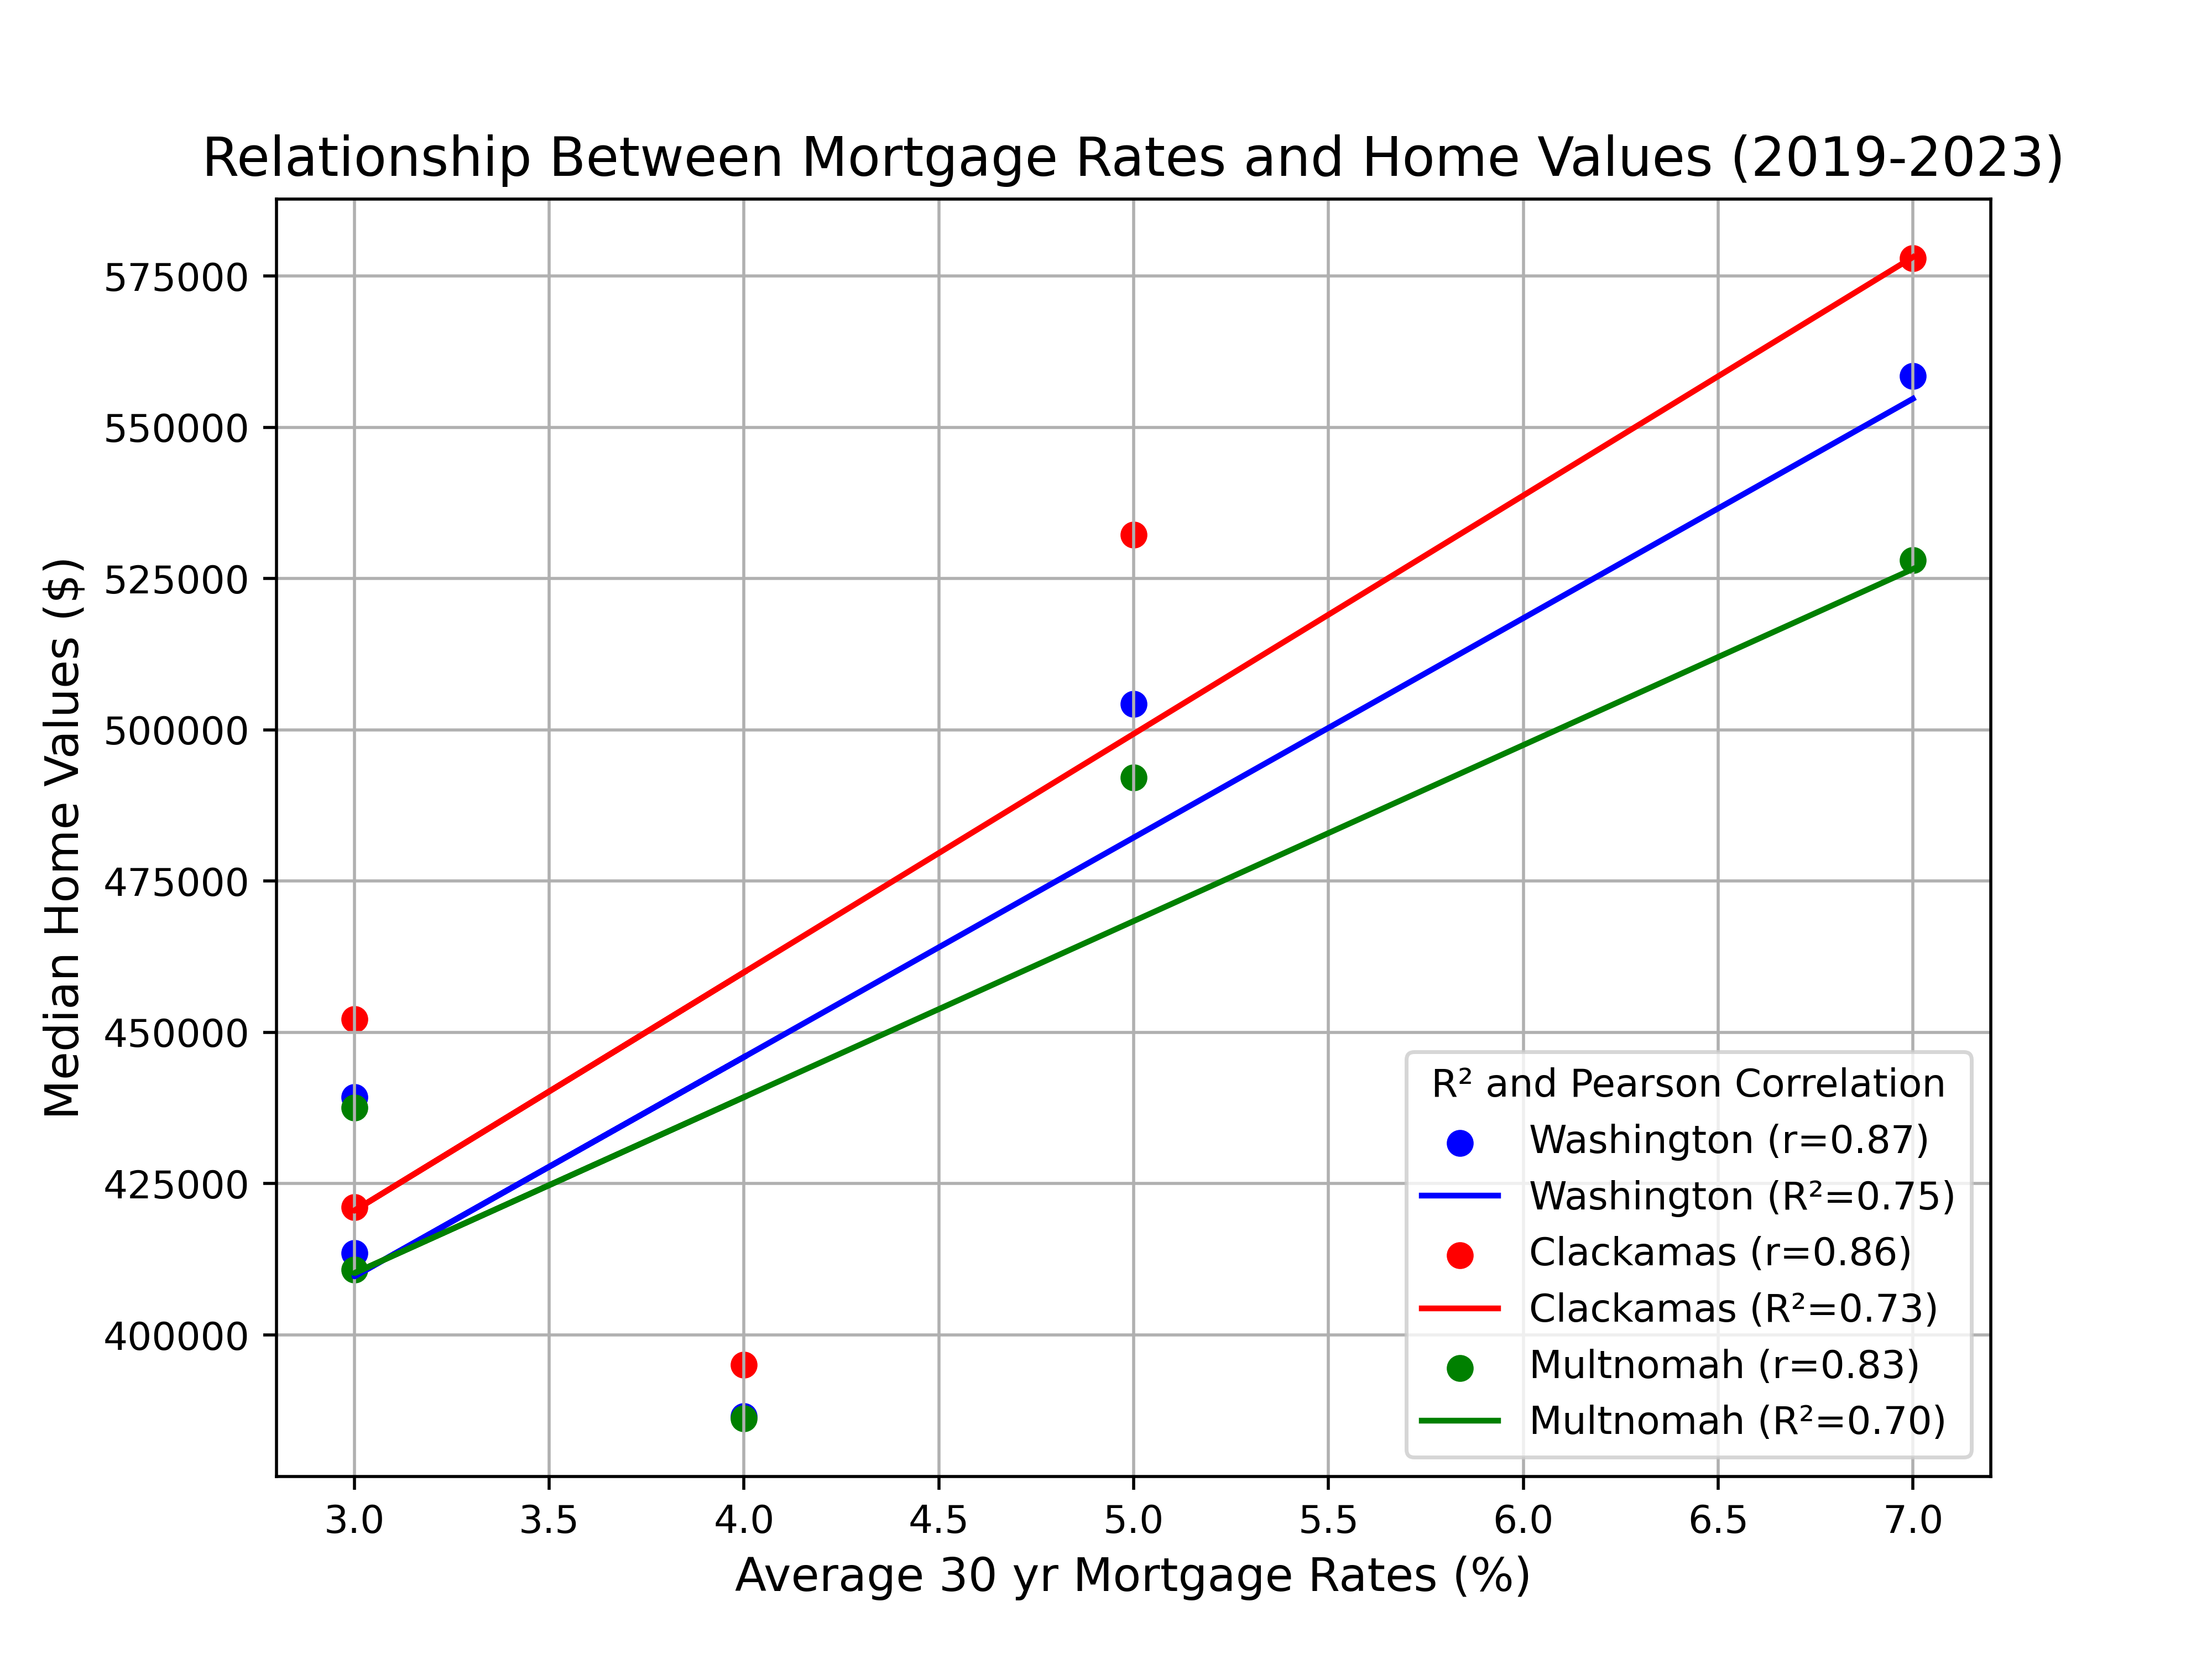 Relationship Between Mortgage Rates and Home Values (2019-2023)
Median Home Values ($)
575000
550000
525000
500000
475000
450000
425000
400000
R² and Pearson Correlation
Washington (r=0.87)
Washington (R²=0.75)
Clackamas (r=0.86)
Clackamas (R²=0.73)
Multnomah (r=0.83)
Multnomah (R²=0.70)
3.0 3.5 4.0 4.5 5.0 5.5 6.0 6.5 7.0
Average 30 yr Mortgage Rates (%)